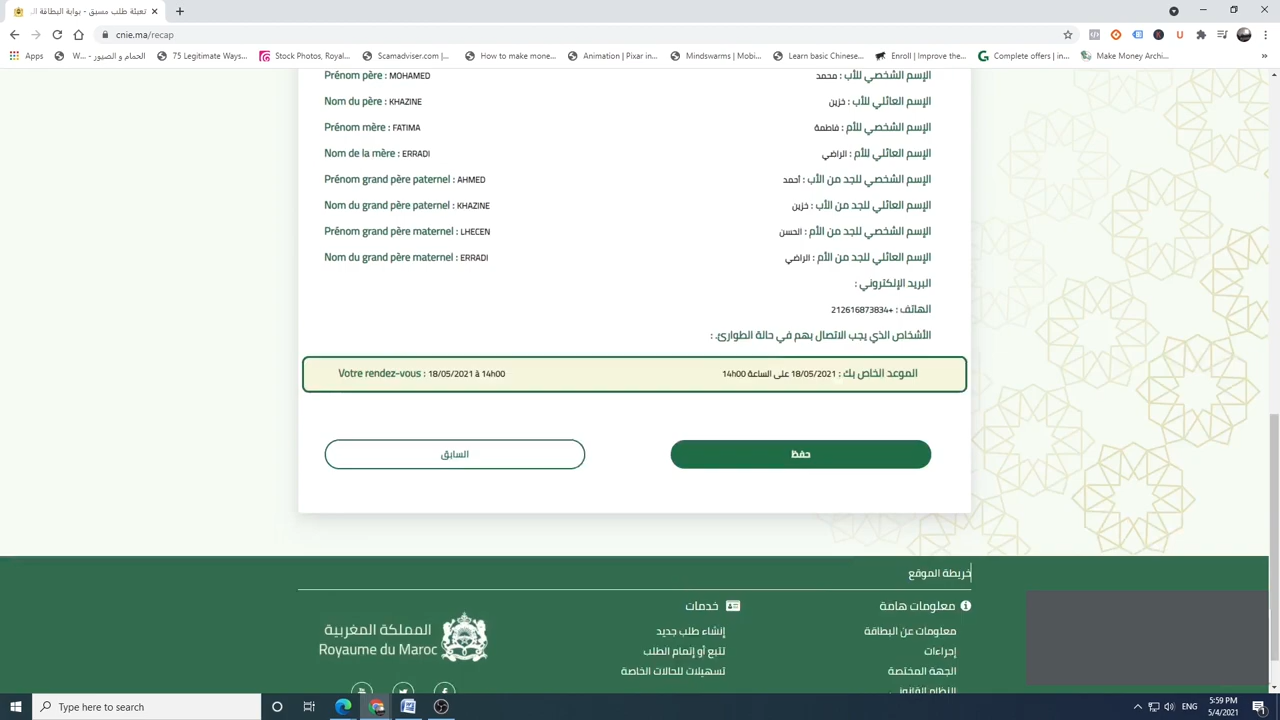 تعبئة طلب مسبق - بوابة البطاقة ال
cnie.ma/recap
Apps
W...- الحمام و الصيور
75 Legitimate Ways...
Stock Photos, Royal...
Scamadviser.com |...
How to make mone...
Animation | Pixar in...
Mindswarms | Mobi...
Learn basic Chinese...
Enroll | Improve the...
Complete offers | in...
Make Money Archi...
»
Prénom père : MOHAMED
الإسم الشخصي للأب : محمد
Nom du père : KHAZINE
الإسم العائلي للأب : خزين
Prénom mère : FATIMA
الإسم الشخصي للأم : فاطمة
Nom de la mère : ERRADI
الإسم العائلي للأم : الراضي
Prénom grand père paternel : AHMED
الإسم الشخصي للجد من الأب : أحمد
Nom du grand père paternel : KHAZINE
الإسم العائلي للجد من الأب : خزين
Prénom grand père maternel : LHECEN
الإسم الشخصي للجد من الأم : الحسن
Nom du grand père maternel : ERRADI
الإسم العائلي للجد من الأم : الراضي
البريد الإلكتروني :
الهاتف : +212616873834
الأشخاص الذي يجب الاتصال بهم في حالة الطوارئ. :
Votre rendez-vous : 18/05/2021 à 14h00
الموعد الخاص بك : 18/05/2021 على الساعة 14h00
السابق
حفظ
خريطة الموقع
معلومات هامة
خدمات
المملكة المغربية
Royaume du Maroc
معلومات عن البطاقة
إنشاء طلب جديد
إجراءات
تتبع أو إتمام الطلب
الجهة المختصة
تسهيلات للحالات الخاصة
النظام القانوني
Type here to search
ENG
5:59 PM
5/4/2021